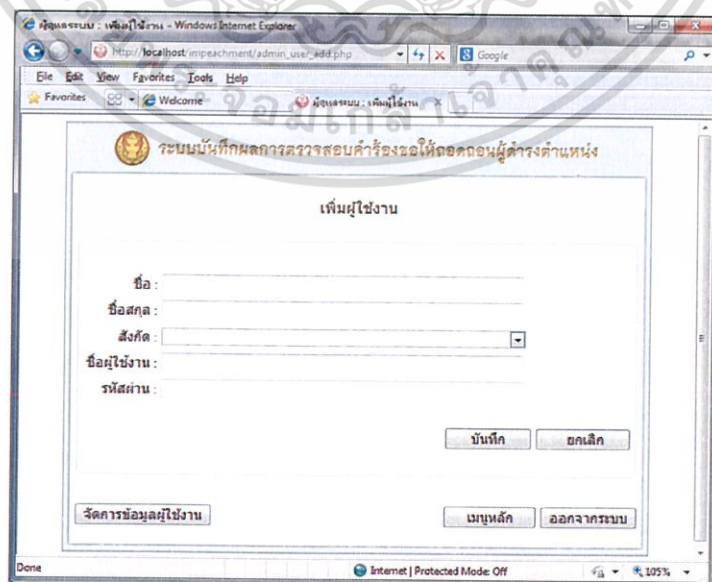 ผู้ดูแลระบบ : เพิ่มผู้ใช้งาน - Windows Internet Explorer
http://localhost/impeachment/admin_user_add.php
Google
File Edit View Favorites Tools Help
Favorites Welcome ผู้ดูแลระบบ : เพิ่มผู้ใช้งาน
ระบบบันทึกผลการตรวจสอบคำร้องขอให้ถอดถอนผู้ดำรงตำแหน่ง
เพิ่มผู้ใช้งาน
ชื่อ :
ชื่อสกุล :
สังกัด :
ชื่อผู้ใช้งาน :
รหัสผ่าน :
บันทึก ยกเลิก
จัดการข้อมูลผู้ใช้งาน เมนูหลัก ออกจากระบบ
Done Internet | Protected Mode: Off 105%